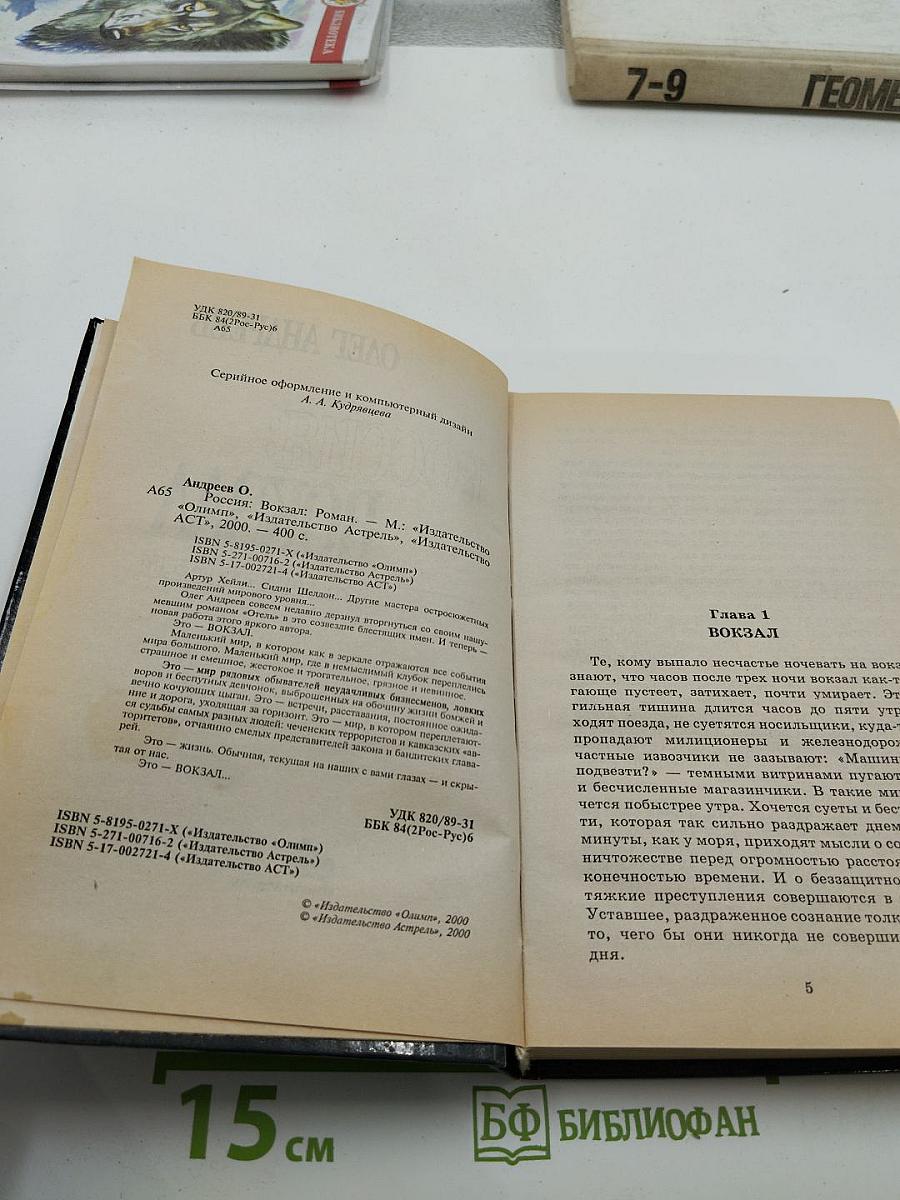 БИБЛИОТЕКА
7-9
ГЕОМЕ
УДК 820/89-31
ББК 84(2Рос-Рус)6
А65
Серийное оформление и компьютерный дизайн
А. А. Кудрявцева
Андреев О.
А65 Россия: Вокзал: Роман. — М.: «Издательство
«Олимп», «Издательство Астрель», «Издательство
АСТ», 2000. — 400 с.
ISBN 5-8195-0271-X («Издательство «Олимп»)
ISBN 5-271-00716-2 («Издательство Астрель»)
ISBN 5-17-002721-4 («Издательство АСТ»)
Артур Хейли... Сидни Шелдон... Другие мастера остросюжетных
произведений мирового уровня...
Олег Андреев совсем недавно дерзнул вторгнуться со своим нашу-
мевшим романом «Отель» в это созвездие блестящих имен. И теперь —
новая работа этого яркого автора.
Это — ВОКЗАЛ.
Маленький мир, в котором как в зеркале отражаются все события
мира большого. Маленький мир, где в немыслимый клубок переплелись
страшное и смешное, жестокое и трогательное, грязное и невинное.
Это — мир рядовых обывателей неудачливых бизнесменов, ловких
воров и беспутных девчонок, выброшенных на обочину жизни бомжей и
вечно кочующих цыган. Это — встречи, расставания, постоянное ожида-
ние и дорога, уходящая за горизонт. Это — мир, в котором переплетают-
ся судьбы самых разных людей: чеченских террористов и кавказских «ав-
торитетов», отчаянно смелых представителей закона и бандитских глава-
рей.
Это — жизнь. Обычная, текущая на наших с вами глазах — и скры-
тая от нас.
Это — ВОКЗАЛ...
УДК 820/89-31
ББК 84(2Рос-Рус)6
ISBN 5-8195-0271-X («Издательство «Олимп»)
ISBN 5-271-00716-2 («Издательство Астрель»)
ISBN 5-17-002721-4 («Издательство АСТ»)
© «Издательство «Олимп», 2000
© «Издательство Астрель», 2000
Глава 1
ВОКЗАЛ
Те, кому выпало несчастье ночевать на вокз
знают, что часов после трех ночи вокзал как-т
гающе пустеет, затихает, почти умирает. Эт
гильная тишина длится часов до пяти утр
ходят поезда, не суетятся носильщики, куда-т
пропадают милиционеры и железнодорож
частные извозчики не зазывают: «Машин
подвезти?» — темными витринами пугают
и бесчисленные магазинчики. В такие ми
чется побыстрее утра. Хочется суеты и бес
ти, которая так сильно раздражает днем
минуты, как у моря, приходят мысли о со
ничтожестве перед огромностью расстоя
конечностью времени. И о беззащитно
тяжкие преступления совершаются в
Уставшее, раздраженное сознание толк
то, чего бы они никогда не соверши
дня.
5
15 см
БФ БИБЛИОФАН